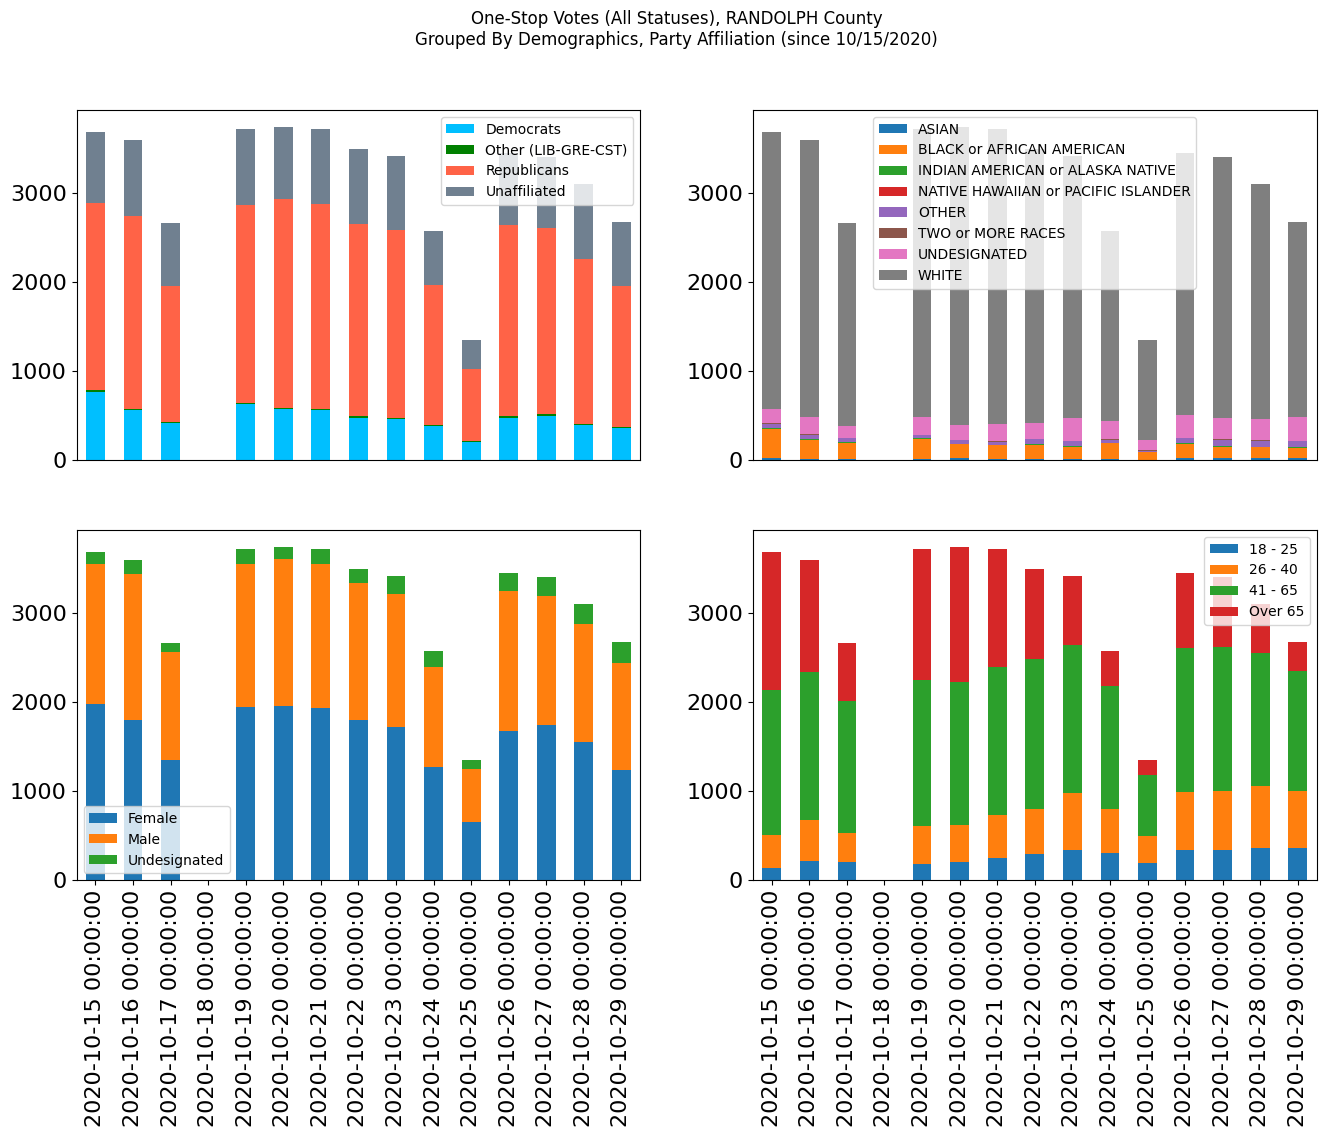 One-Stop Votes (All Statuses), RANDOLPH County
Grouped By Demographics, Party Affiliation (since 10/15/2020)
Democrats
Other (LIB-GRE-CST)
Republicans
Unaffiliated
3000
2000
1000
0
ASIAN
BLACK or AFRICAN AMERICAN
INDIAN AMERICAN or ALASKA NATIVE
NATIVE HAWAIIAN or PACIFIC ISLANDER
OTHER
TWO or MORE RACES
UNDESIGNATED
WHITE
3000
2000
1000
0
3000
2000
1000
0
Female
Male
Undesignated
2020-10-15 00:00:00
2020-10-16 00:00:00
2020-10-17 00:00:00
2020-10-18 00:00:00
2020-10-19 00:00:00
2020-10-20 00:00:00
2020-10-21 00:00:00
2020-10-22 00:00:00
2020-10-23 00:00:00
2020-10-24 00:00:00
2020-10-25 00:00:00
2020-10-26 00:00:00
2020-10-27 00:00:00
2020-10-28 00:00:00
2020-10-29 00:00:00
18 - 25
26 - 40
41 - 65
Over 65
3000
2000
1000
0
2020-10-15 00:00:00
2020-10-16 00:00:00
2020-10-17 00:00:00
2020-10-18 00:00:00
2020-10-19 00:00:00
2020-10-20 00:00:00
2020-10-21 00:00:00
2020-10-22 00:00:00
2020-10-23 00:00:00
2020-10-24 00:00:00
2020-10-25 00:00:00
2020-10-26 00:00:00
2020-10-27 00:00:00
2020-10-28 00:00:00
2020-10-29 00:00:00